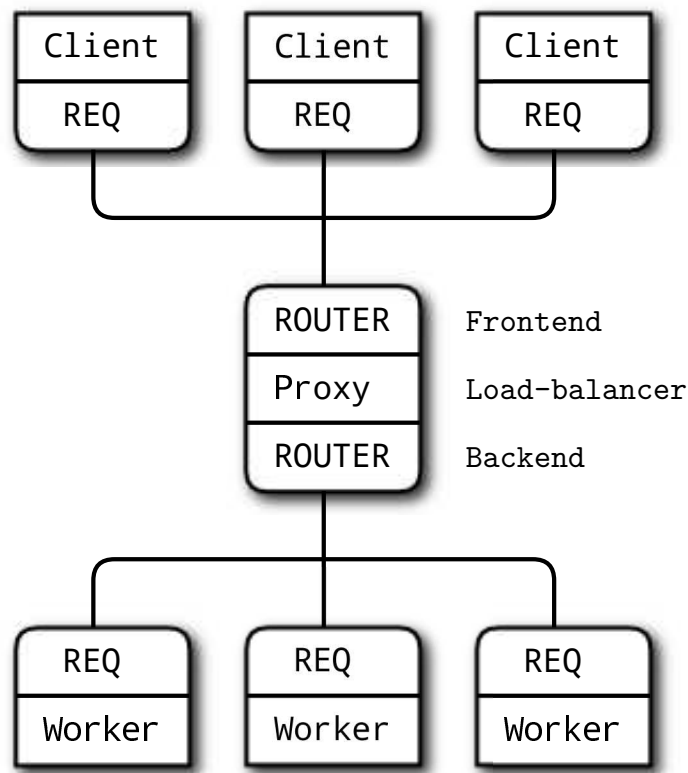 Client Client Client
REQ REQ REQ
ROUTER Frontend
Proxy Load-balancer
ROUTER Backend
REQ REQ REQ
Worker Worker Worker